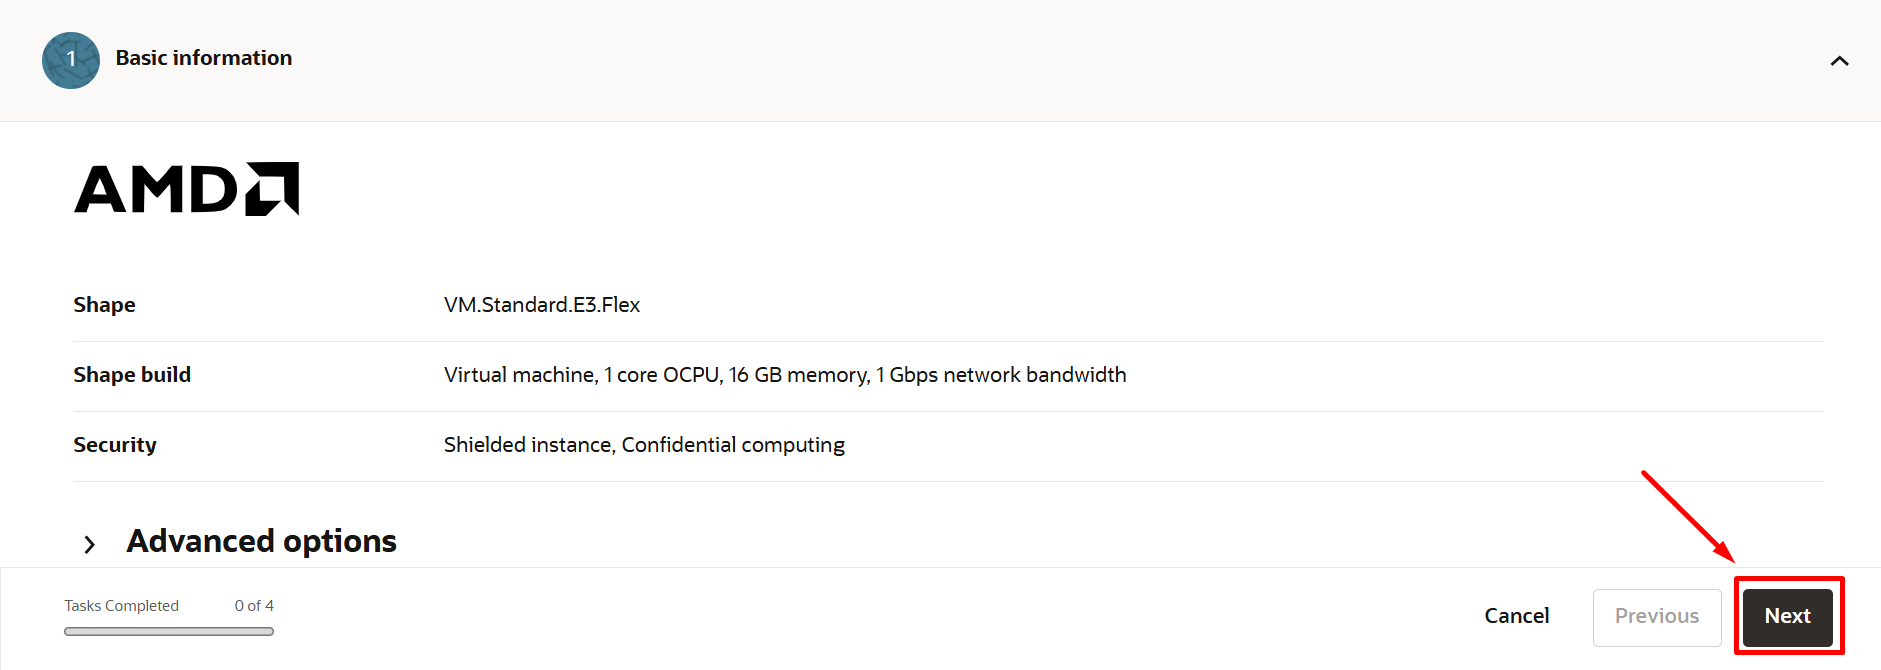 1 Basic information
AMD
Shape VM.Standard.E3.Flex
Shape build Virtual machine, 1 core OCPU, 16 GB memory, 1 Gbps network bandwidth
Security Shielded instance, Confidential computing
Advanced options
Tasks Completed 0 of 4
Cancel Previous Next